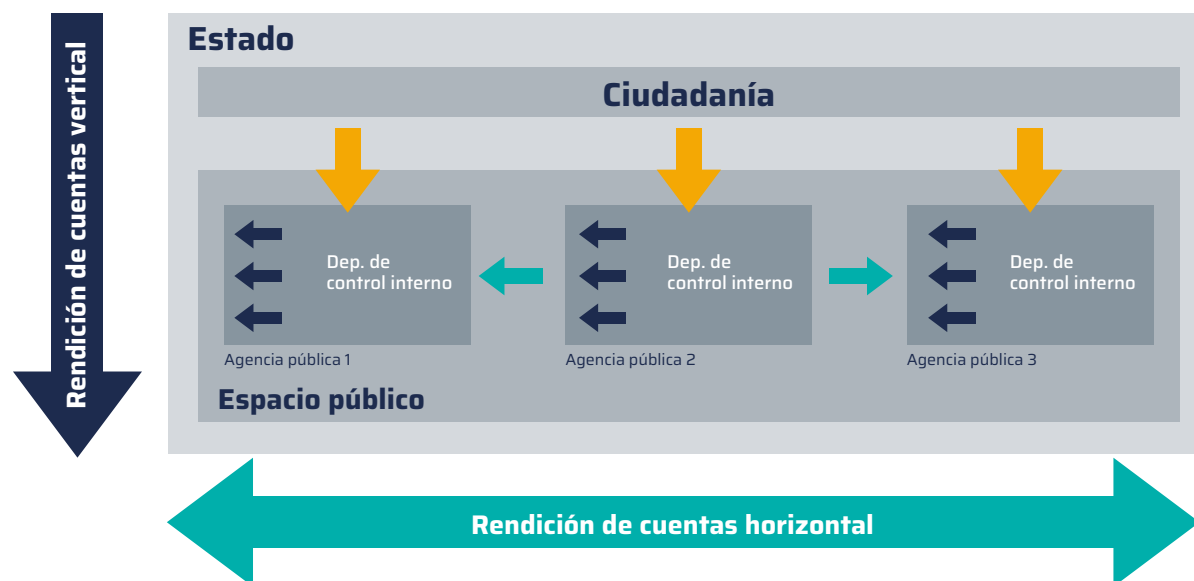 Rendición de cuentas vertical
Estado
Ciudadanía
Dep. de
control interno
Dep. de
control interno
Dep. de
control interno
Agencia pública 1
Agencia pública 2
Agencia pública 3
Espacio público
Rendición de cuentas horizontal